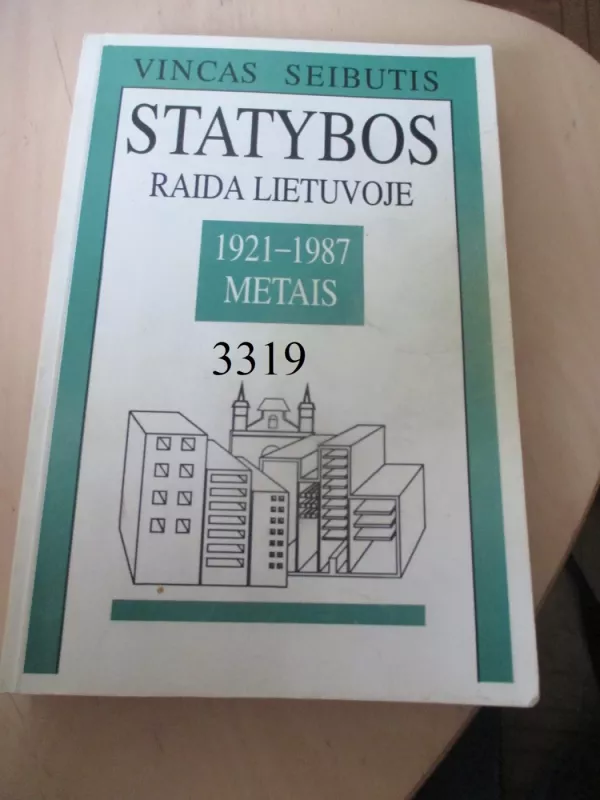 VINCAS SEIBUTIS
STATYBOS
RAIDA LIETUVOJE
1921–1987
METAIS
3319